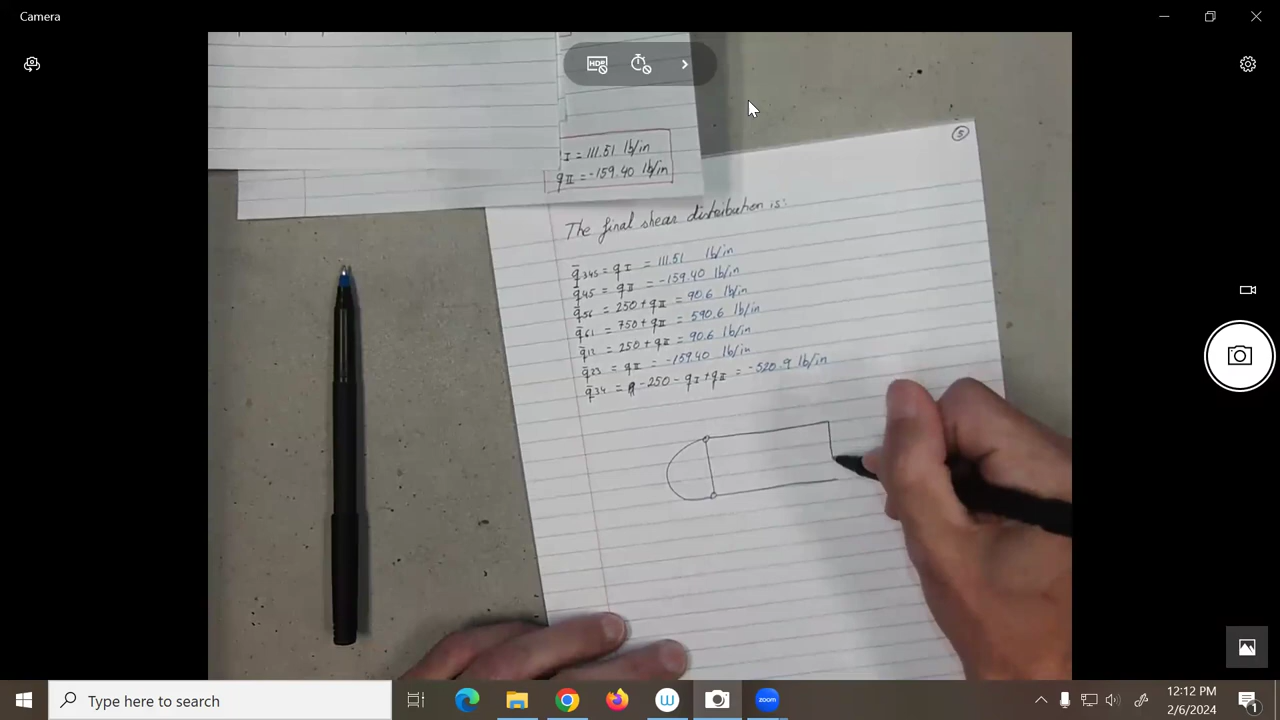 Camera
I = 111.51 lb/in
qII = -159.40 lb/in
5
The final shear distribution is:
q̄345 = qI = 111.51 lb/in
q̄45 = qII = -159.40 lb/in
q̄56 = 250 + qII = 90.6 lb/in
q̄61 = 750 + qII = 590.6 lb/in
q̄12 = 250 + qII = 90.6 lb/in
q̄23 = qII = -159.40 lb/in
q̄34 = -250 - qI + qII = -520.9 lb/in
Type here to search
W
zoom
12:12 PM
2/6/2024
1